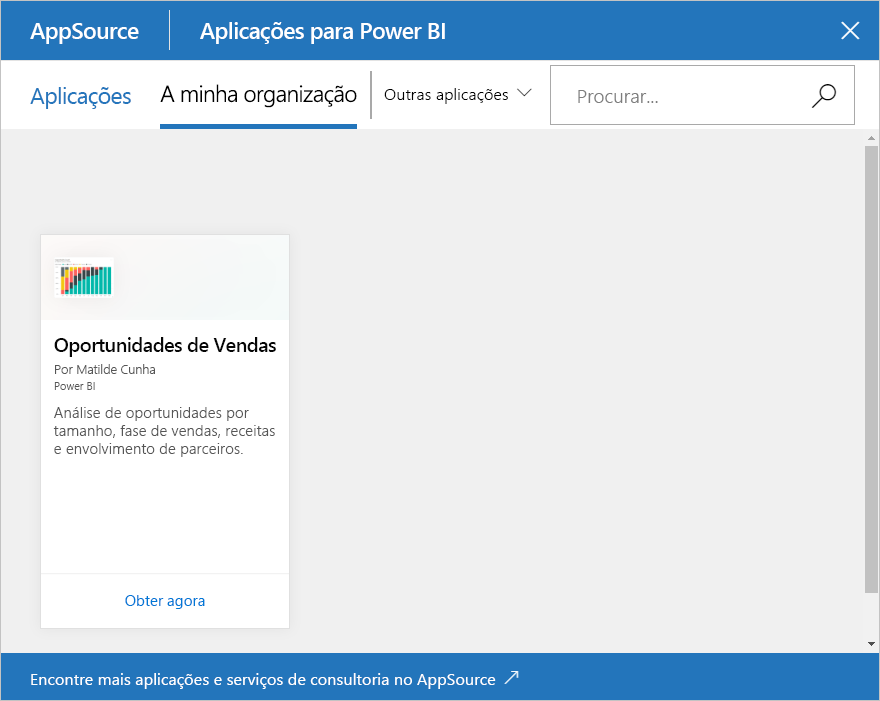 AppSource
Aplicações para Power BI
Aplicações
A minha organização
Outras aplicações
Procurar...
Oportunidades de Vendas
Por Matilde Cunha
Power BI
Análise de oportunidades por
tamanho, fase de vendas, receitas
e envolvimento de parceiros.
Obter agora
Encontre mais aplicações e serviços de consultoria no AppSource